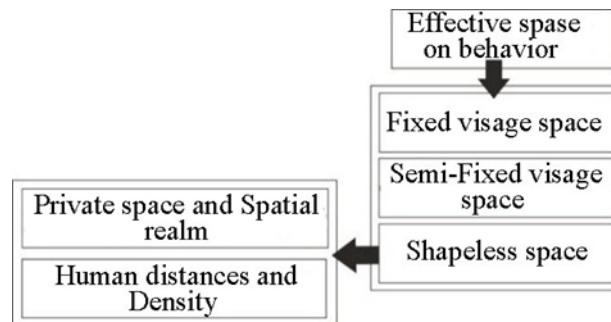 Effective spase
on behavior
Fixed visage space
Semi-Fixed visage
space
Shapeless space
Private space and Spatial
realm
Human distances and
Density